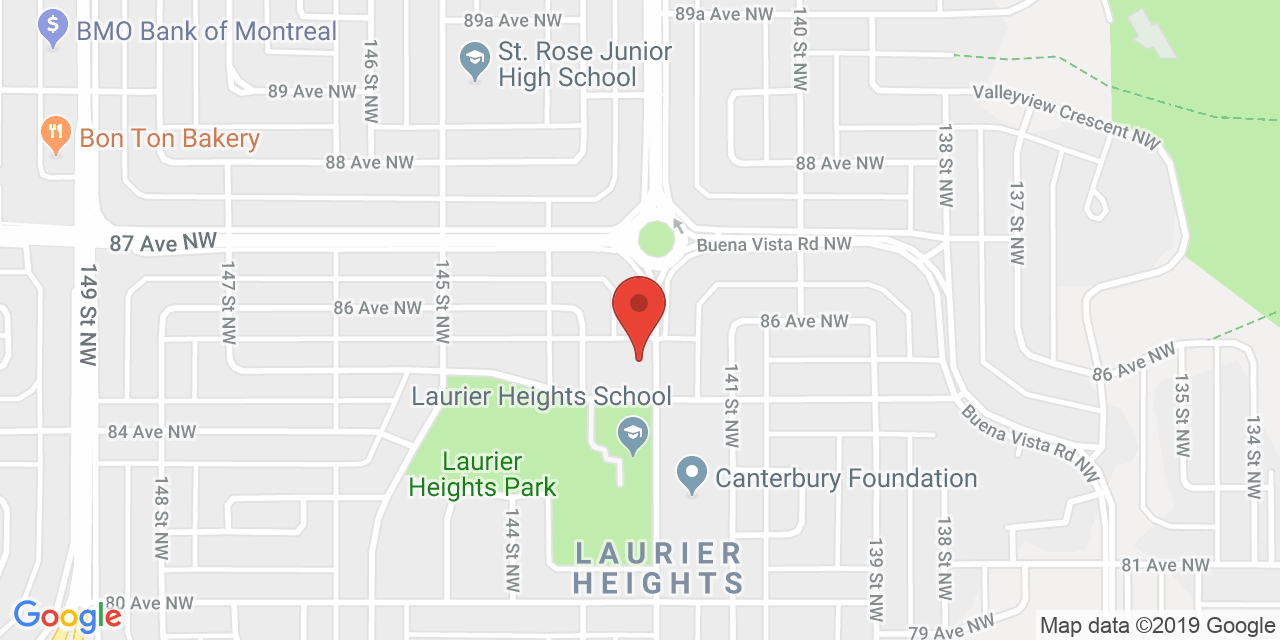 BMO Bank of Montreal
89a Ave NW
89a Ave NW
146 St NW
140 St NW
St. Rose Junior
High School
89 Ave NW
Valleyview Crescent NW
Bon Ton Bakery
88 Ave NW
88 Ave NW
138 St NW
137 St NW
87 Ave NW
Buena Vista Rd NW
149 St NW
147 St NW
145 St NW
86 Ave NW
86 Ave NW
86 Ave NW
141 St NW
135 St NW
134 St NW
Laurier Heights School
84 Ave NW
Buena Vista Rd NW
Laurier
Heights Park
Canterbury Foundation
148 St NW
144 St NW
139 St NW
138 St NW
LAURIER
HEIGHTS
81 Ave NW
80 Ave NW
79 Ave NW
Google
Map data ©2019 Google